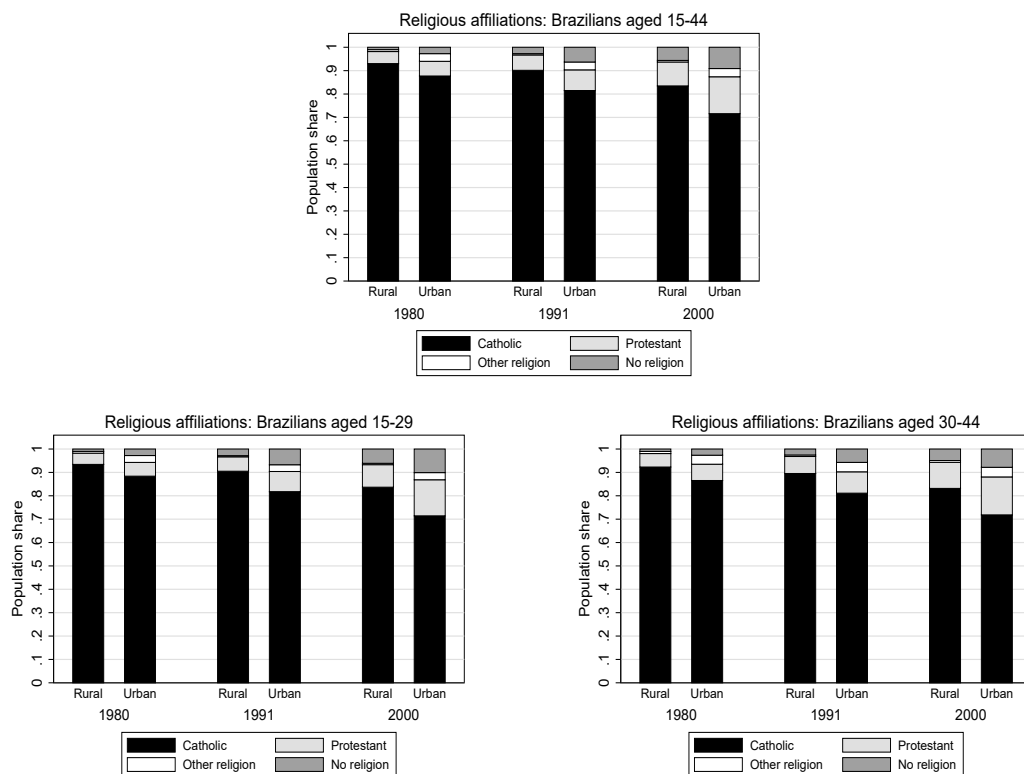 Religious affiliations: Brazilians aged 15-44
Population share
0 .1 .2 .3 .4 .5 .6 .7 .8 .9 1
Rural Urban Rural Urban Rural Urban
1980 1991 2000
Catholic Protestant
Other religion No religion
Religious affiliations: Brazilians aged 15-29
Population share
0 .1 .2 .3 .4 .5 .6 .7 .8 .9 1
Rural Urban Rural Urban Rural Urban
1980 1991 2000
Catholic Protestant
Other religion No religion
Religious affiliations: Brazilians aged 30-44
Population share
0 .1 .2 .3 .4 .5 .6 .7 .8 .9 1
Rural Urban Rural Urban Rural Urban
1980 1991 2000
Catholic Protestant
Other religion No religion